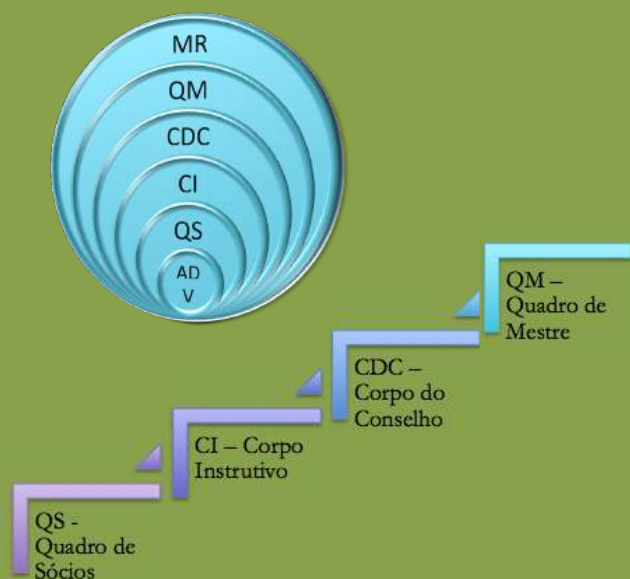 MR
QM
CDC
CI
QS
AD
V
QM –
Quadro de
Mestre
CDC –
Corpo do
Conselho
CI – Corpo
Instrutivo
QS -
Quadro de
Sócios